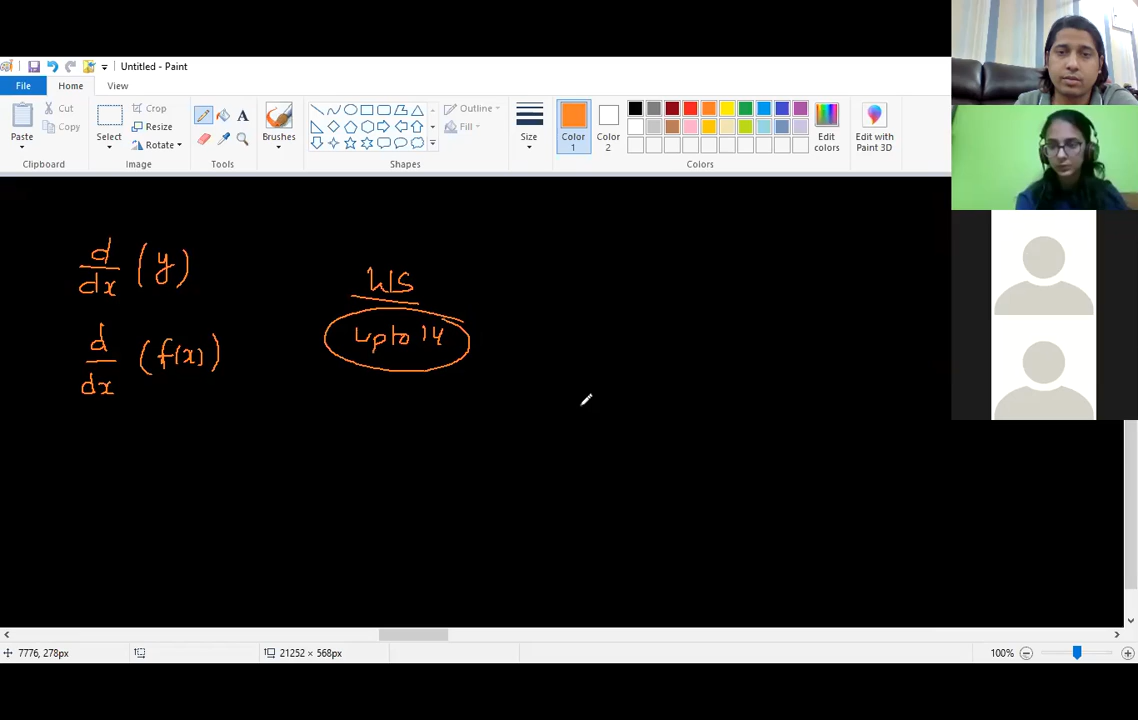 Untitled - Paint
File
Home
View
Paste
Cut
Copy
Clipboard
Select
Crop
Resize
Rotate
Image
A
Tools
Brushes
Shapes
Outline
Fill
Size
Color
1
Color
2
Colors
Edit
colors
Edit with
Paint 3D
d/dx (y)
d/dx (f(x))
upto 14
7776, 278px
21252 × 568px
100%